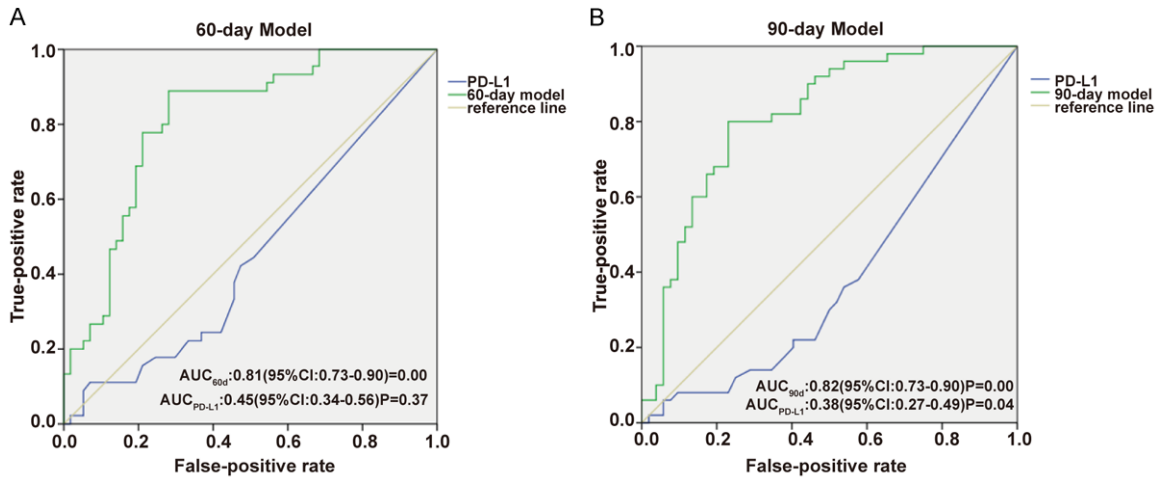 A
60-day Model
1.0
0.8
0.6
0.4
0.2
0.0
True-positive rate
0.0
0.2
0.4
0.6
0.8
1.0
False-positive rate
AUC60d:0.81(95%CI:0.73-0.90)=0.00
AUCPD-L1:0.45(95%CI:0.34-0.56)P=0.37
PD-L1
60-day model
reference line
B
90-day Model
1.0
0.8
0.6
0.4
0.2
0.0
True-positive rate
0.0
0.2
0.4
0.6
0.8
1.0
False-positive rate
AUC90d:0.82(95%CI:0.73-0.90)P=0.00
AUCPD-L1:0.38(95%CI:0.27-0.49)P=0.04
PD-L1
90-day model
reference line